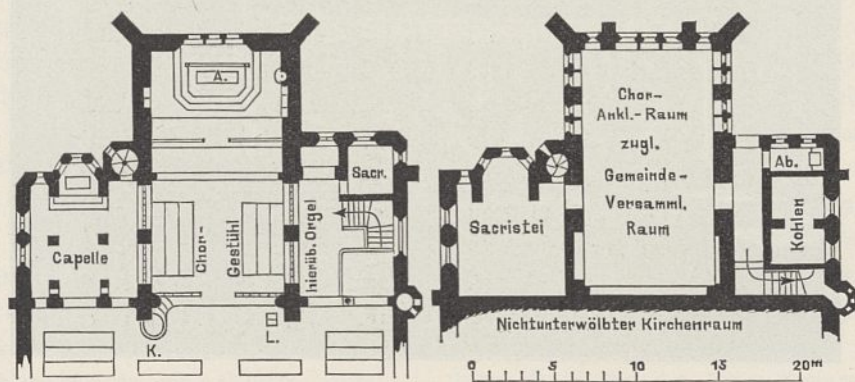 A.
Sacr.
Capelle
Chor-
Gestühl
hierüb. Orgel
K.
L.
Chor-
Ankl.-Raum
zugl.
Gemeinde-
Versamml.
Raum
Sacristei
Ab.
Kohlen
Nichtunterwölbter Kirchenraum
0 5 10 15 20m